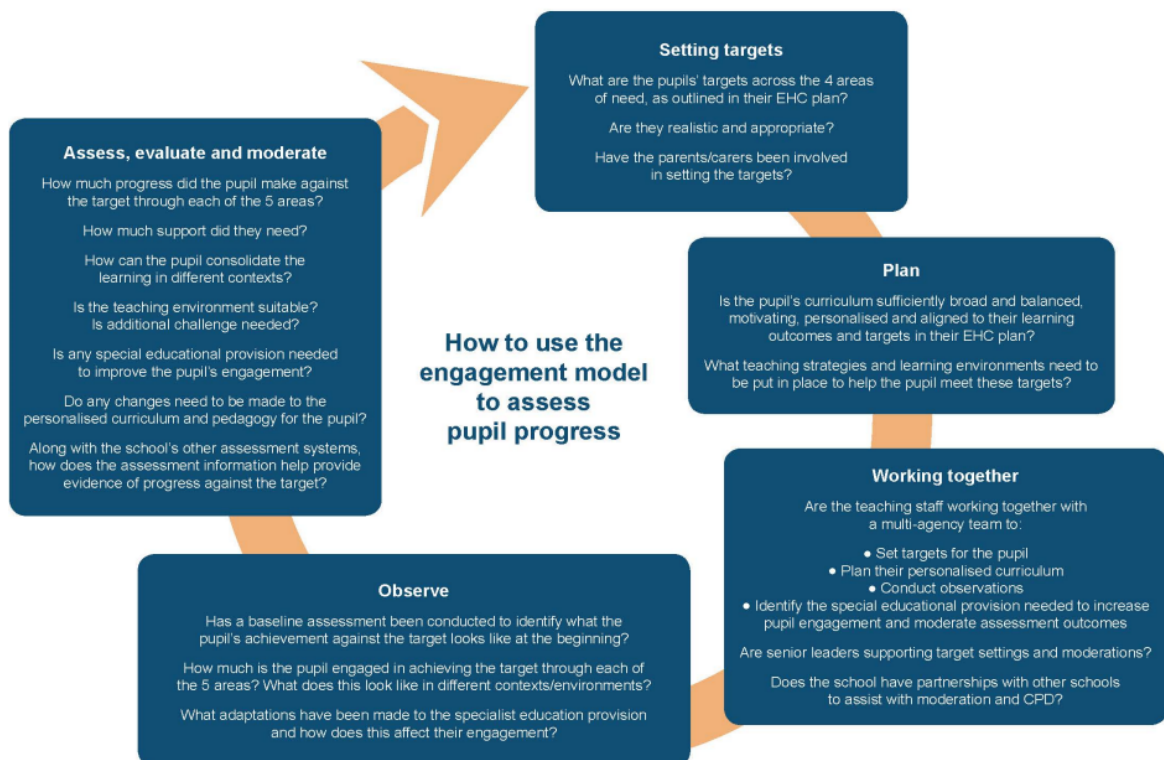 How to use the
engagement model
to assess
pupil progress
Setting targets
What are the pupils' targets across the 4 areas
of need, as outlined in their EHC plan?
Are they realistic and appropriate?
Have the parents/carers been involved
in setting the targets?
Plan
Is the pupil's curriculum sufficiently broad and balanced,
motivating, personalised and aligned to their learning
outcomes and targets in their EHC plan?
What teaching strategies and learning environments need to
be put in place to help the pupil meet these targets?
Working together
Are the teaching staff working together with
a multi-agency team to:
● Set targets for the pupil
● Plan their personalised curriculum
● Conduct observations
● Identify the special educational provision needed to increase
pupil engagement and moderate assessment outcomes
Are senior leaders supporting target settings and moderations?
Does the school have partnerships with other schools
to assist with moderation and CPD?
Observe
Has a baseline assessment been conducted to identify what the
pupil's achievement against the target looks like at the beginning?
How much is the pupil engaged in achieving the target through each of
the 5 areas? What does this look like in different contexts/environments?
What adaptations have been made to the specialist education provision
and how does this affect their engagement?
Assess, evaluate and moderate
How much progress did the pupil make against
the target through each of the 5 areas?
How much support did they need?
How can the pupil consolidate the
learning in different contexts?
Is the teaching environment suitable?
Is additional challenge needed?
Is any special educational provision needed
to improve the pupil's engagement?
Do any changes need to be made to the
personalised curriculum and pedagogy for the pupil?
Along with the school's other assessment systems,
how does the assessment information help provide
evidence of progress against the target?